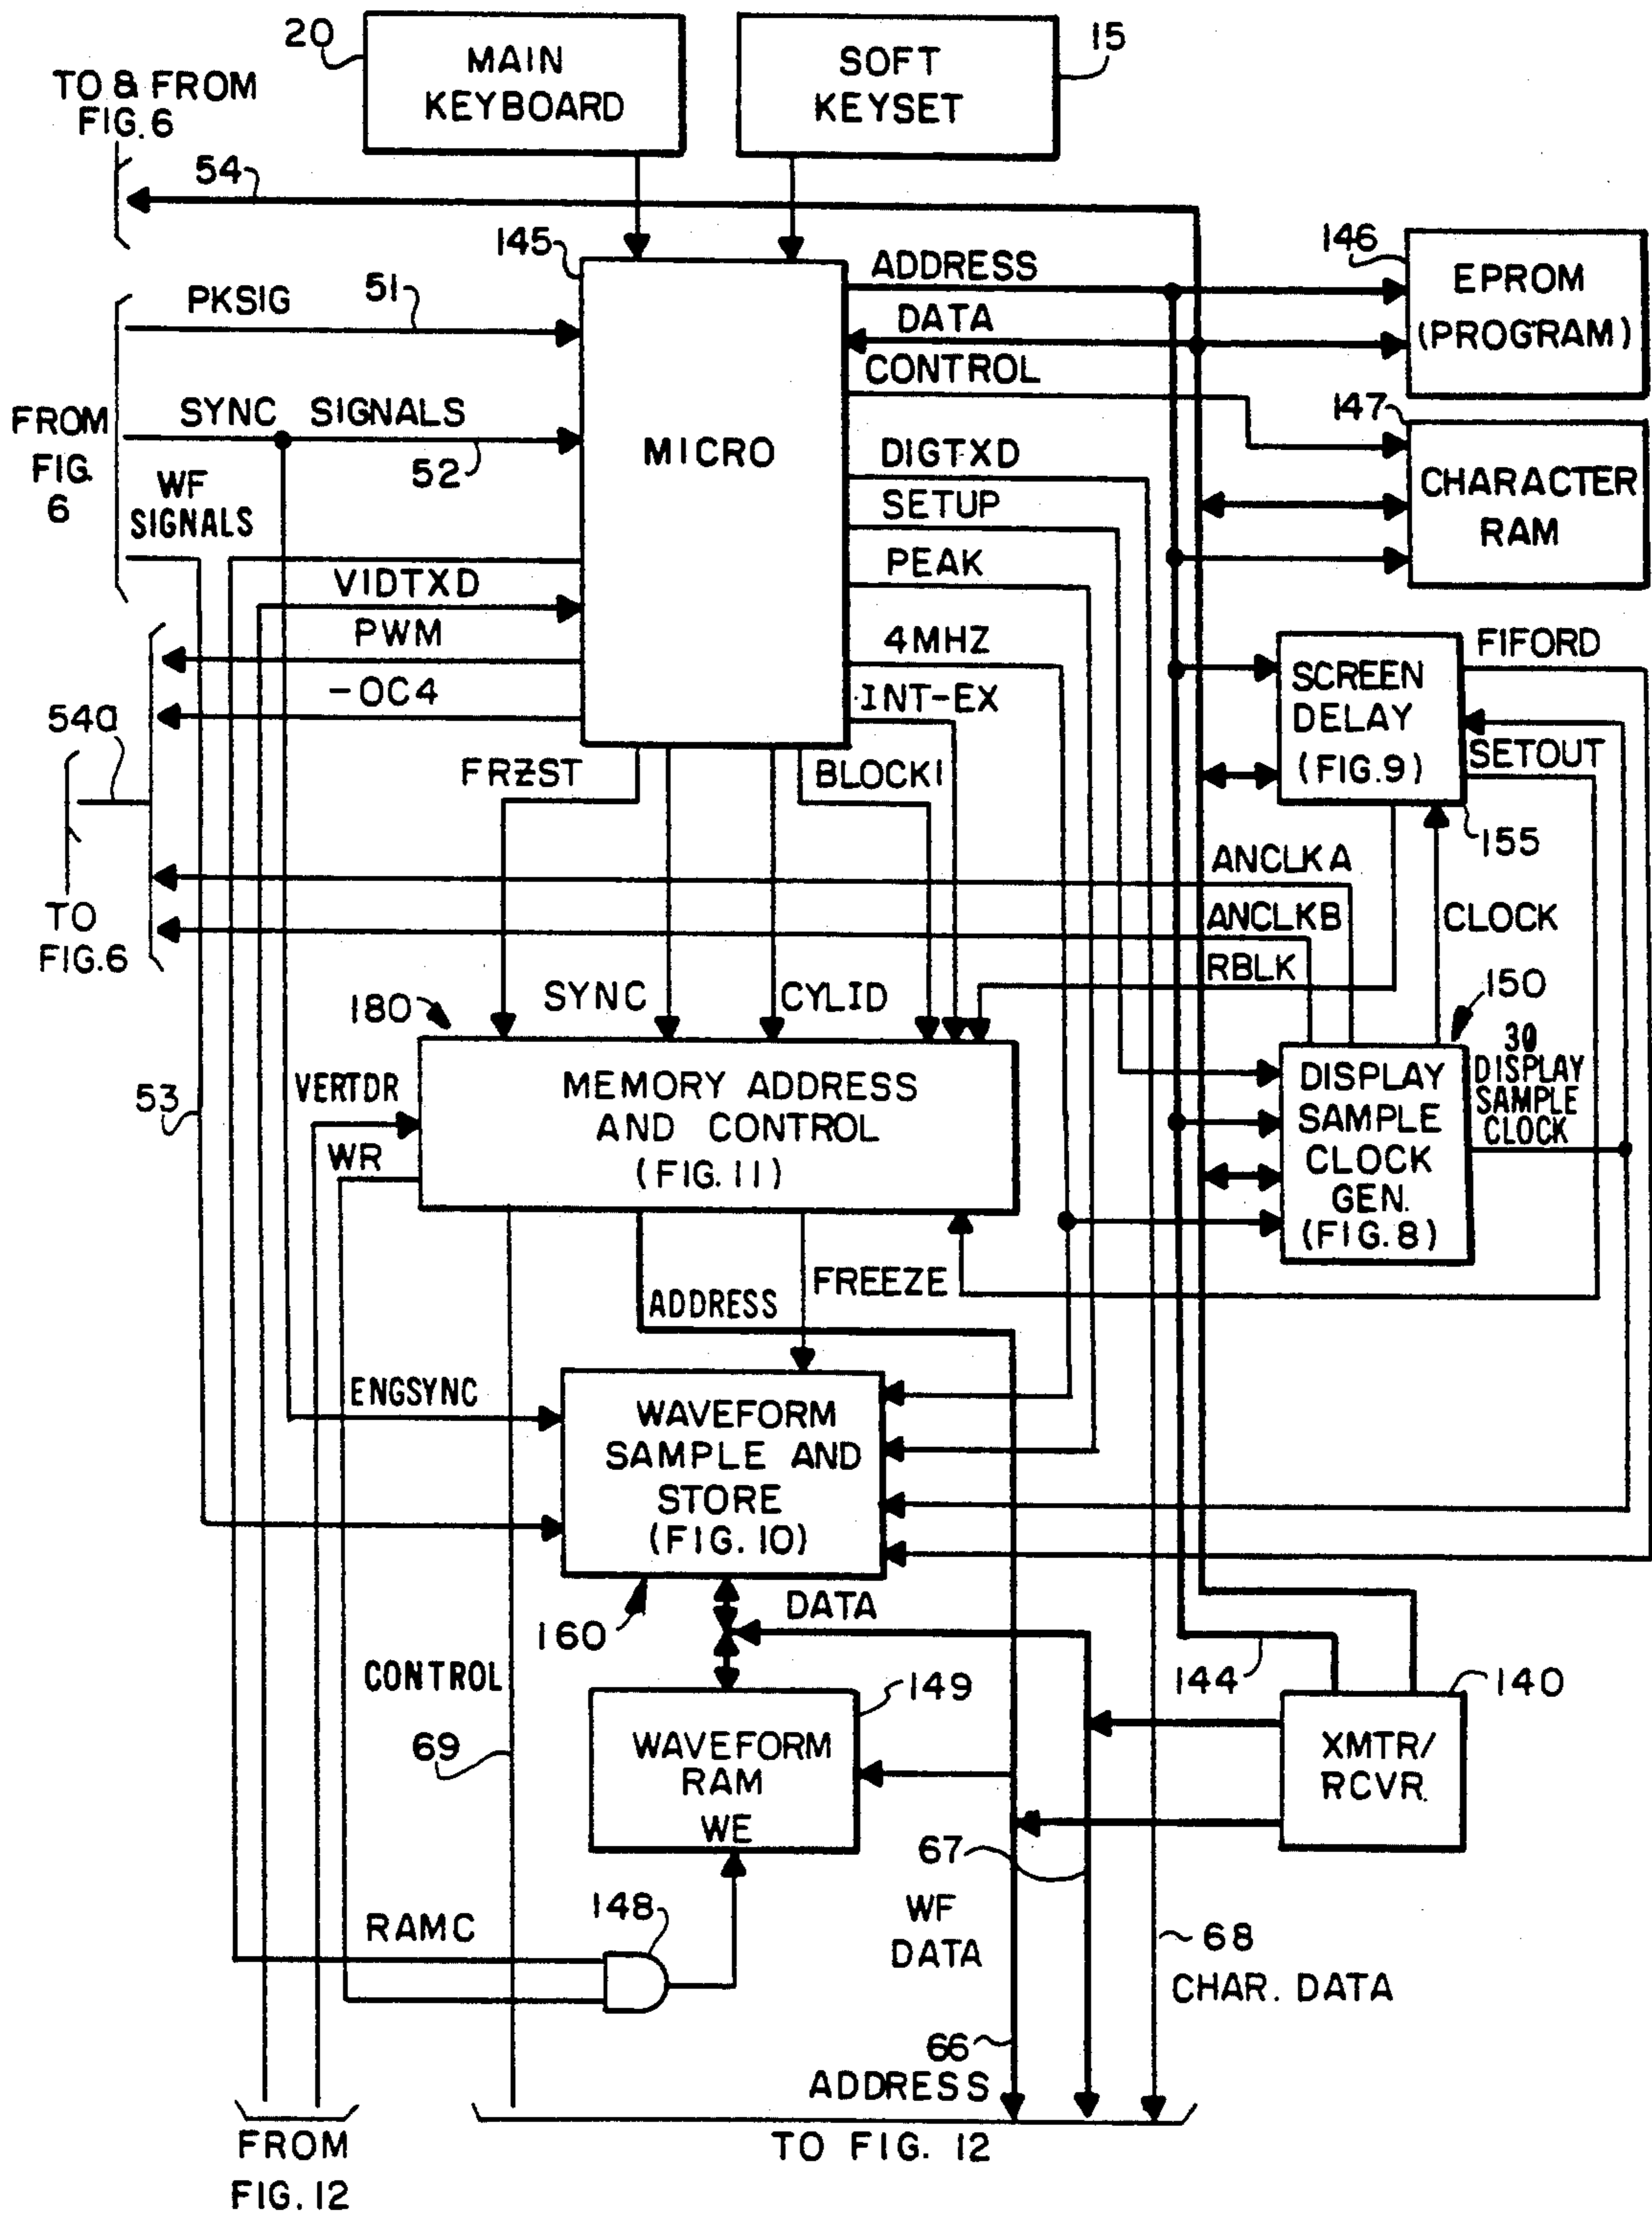 20
MAIN
KEYBOARD
SOFT
KEYSET
15
TO & FROM
FIG. 6
54
145
ADDRESS
146
EPROM
(PROGRAM)
PKSIG
51
DATA
CONTROL
147
CHARACTER
RAM
FROM
FIG.
6
SYNC SIGNALS
52
MICRO
DIGTXD
SETUP
WF
SIGNALS
PEAK
VIDTXD
PWM
4MHZ
-OC4
INT-EX
SCREEN
DELAY
(FIG.9)
FIFORD
SETOUT
155
54a
FRZST
BLOCKI
ANCLKA
ANCLKB
CLOCK
RBLK
TO
FIG.6
SYNC
CYLID
180
150
53
VERTDR
WR
MEMORY ADDRESS
AND CONTROL
(FIG. 11)
DISPLAY
SAMPLE
CLOCK
GEN.
(FIG. 8)
30
DISPLAY
SAMPLE
CLOCK
FREEZE
ADDRESS
ENGSYNC
WAVEFORM
SAMPLE AND
STORE
(FIG. 10)
160
DATA
144
140
CONTROL
149
69
WAVEFORM
RAM
WE
XMTR/
RCVR.
67
WF
DATA
RAMC
148
68
CHAR. DATA
66
ADDRESS
FROM
FIG. 12
TO FIG. 12